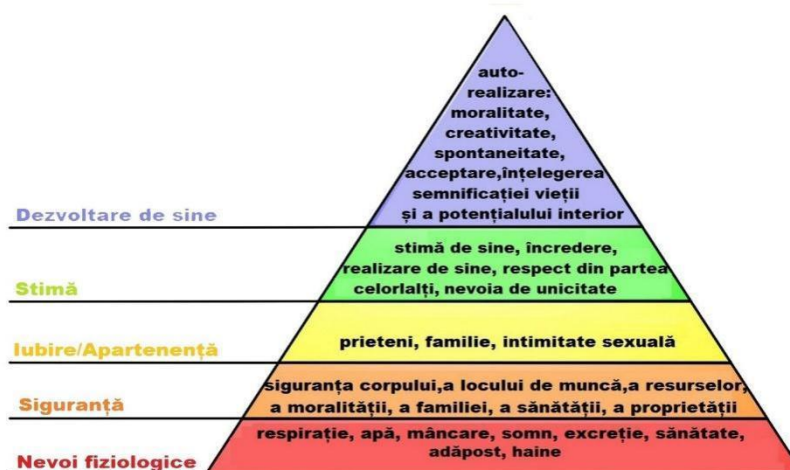 auto-
realizare:
moralitate,
creativitate,
spontaneitate,
acceptare,înțelegerea
semnificației vieții
și a potențialului interior
Dezvoltare de sine
stimă de sine, încredere,
realizare de sine, respect din partea
celorlalți, nevoia de unicitate
Stimă
prieteni, familie, intimitate sexuală
Iubire/Apartenență
siguranța corpului,a locului de muncă,a resurselor,
a moralității, a familiei, a sănătății, a proprietății
Siguranță
respirație, apă, mâncare, somn, excreție, sănătate,
adăpost, haine
Nevoi fiziologice